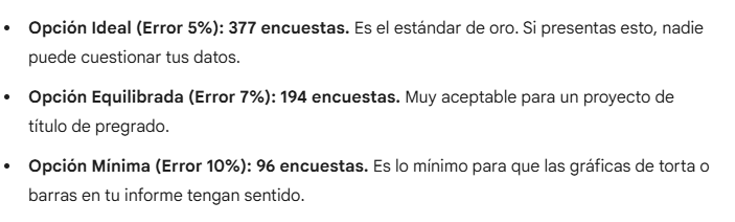 • Opción Ideal (Error 5%): 377 encuestas. Es el estándar de oro. Si presentas esto, nadie
puede cuestionar tus datos.
• Opción Equilibrada (Error 7%): 194 encuestas. Muy aceptable para un proyecto de
título de pregrado.
• Opción Mínima (Error 10%): 96 encuestas. Es lo mínimo para que las gráficas de torta o
barras en tu informe tengan sentido.